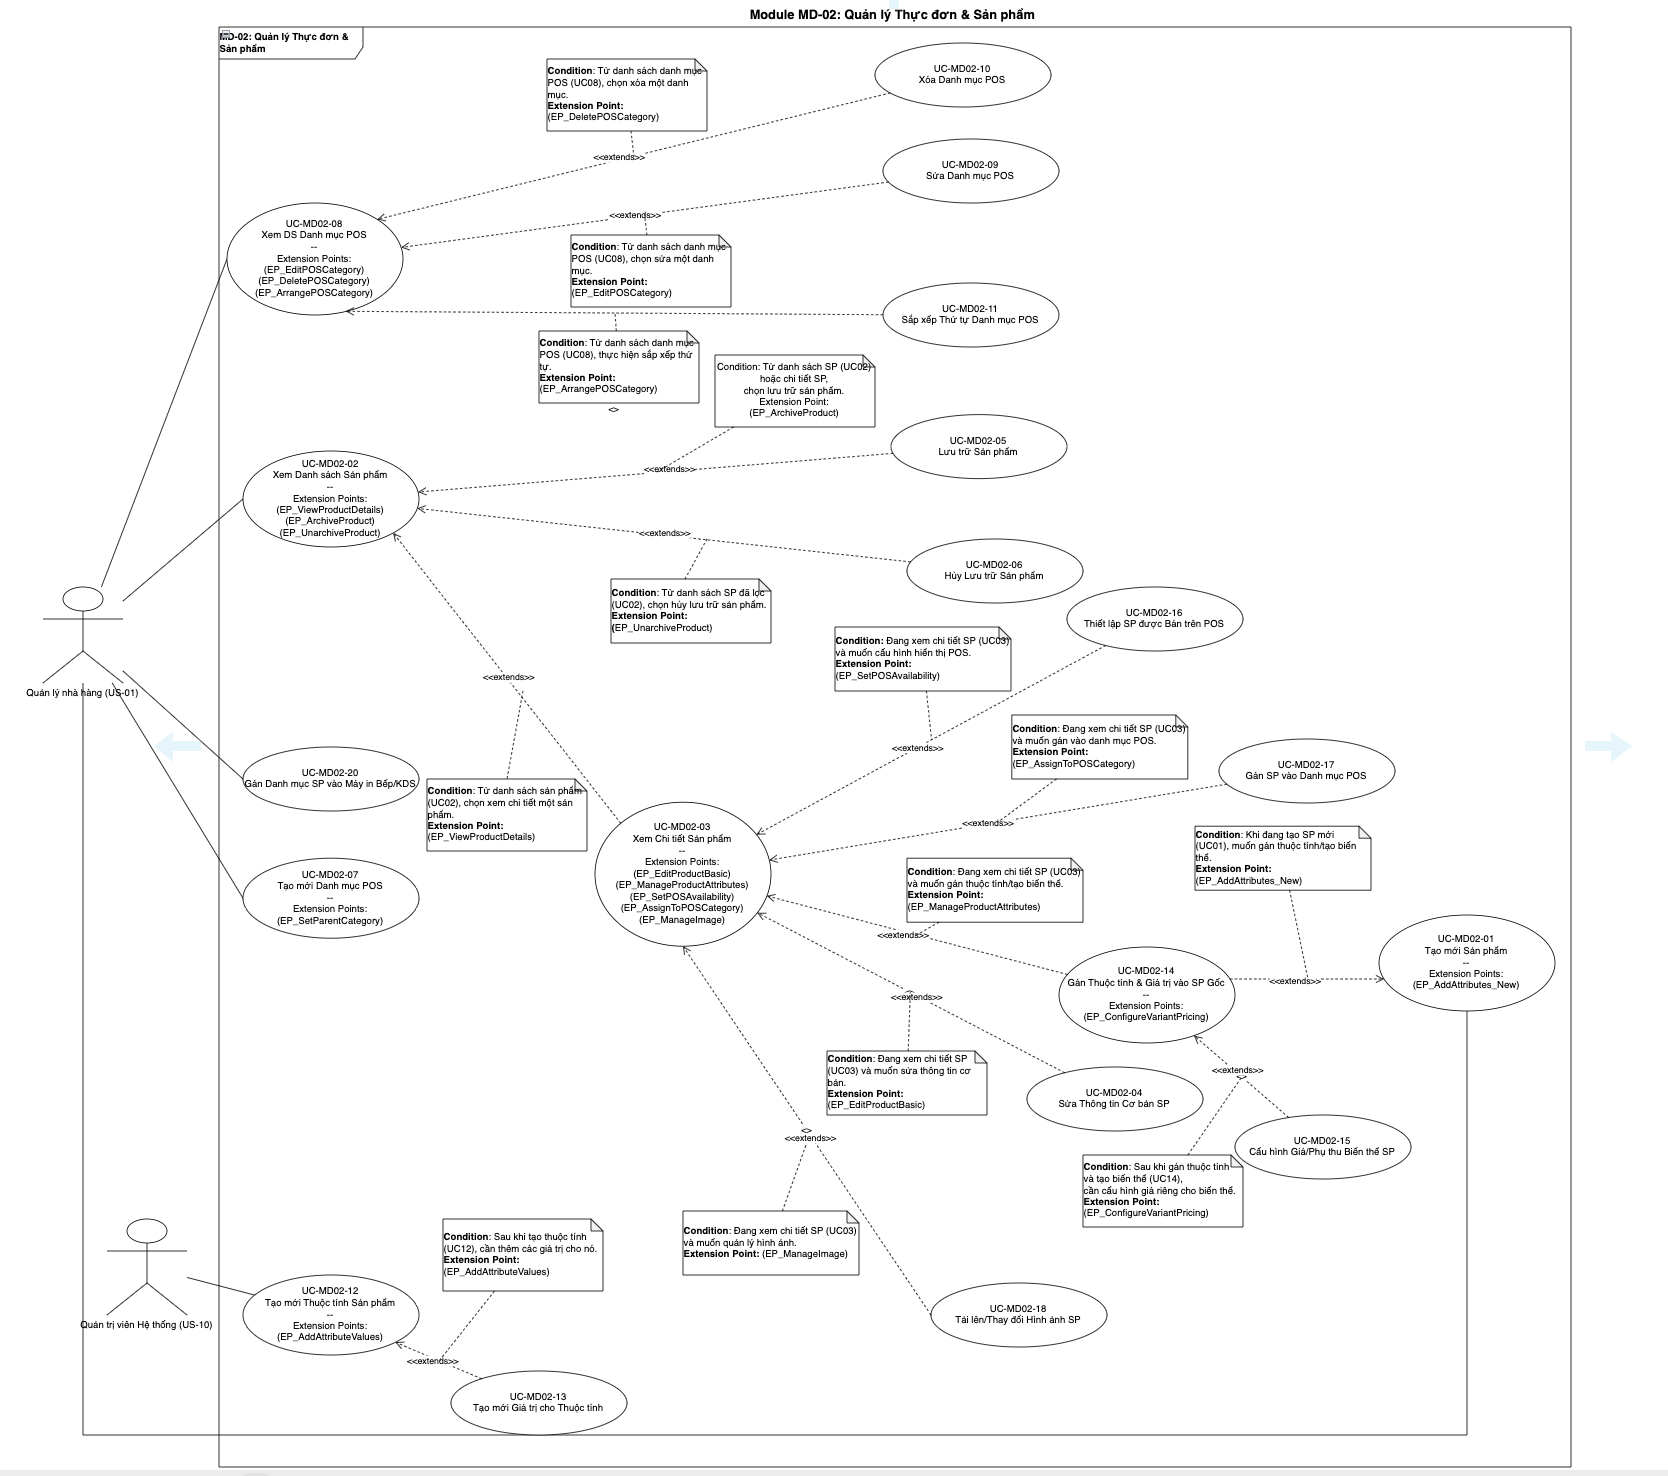 Module MD-02: Quản lý Thực đơn & Sản phẩm
MD-02: Quản lý Thực đơn &
Sản phẩm
Condition: Từ danh sách danh mục
POS (UC08), chọn xóa một danh
mục.
Extension Point:
(EP_DeletePOSCategory)
UC-MD02-10
Xóa Danh mục POS
<<extends>>
UC-MD02-09
Sửa Danh mục POS
<<extends>>
UC-MD02-08
Xem DS Danh mục POS
--
Extension Points:
(EP_EditPOSCategory)
(EP_DeletePOSCategory)
(EP_ArrangePOSCategory)
Condition: Từ danh sách danh mục
POS (UC08), chọn sửa một danh
mục.
Extension Point:
(EP_EditPOSCategory)
UC-MD02-11
Sắp xếp Thứ tự Danh mục POS
Condition: Từ danh sách danh mục
POS (UC08), thực hiện sắp xếp thứ
tự.
Extension Point:
(EP_ArrangePOSCategory)
<>
Condition: Từ danh sách SP (UC02)
hoặc chi tiết SP,
chọn lưu trữ sản phẩm.
Extension Point:
(EP_ArchiveProduct)
UC-MD02-05
Lưu trữ Sản phẩm
<<extends>>
UC-MD02-02
Xem Danh sách Sản phẩm
--
Extension Points:
(EP_ViewProductDetails)
(EP_ArchiveProduct)
(EP_UnarchiveProduct)
<<extends>>
UC-MD02-06
Hủy Lưu trữ Sản phẩm
Condition: Từ danh sách SP đã lọc
(UC02), chọn hủy lưu trữ sản phẩm.
Extension Point:
(EP_UnarchiveProduct)
UC-MD02-16
Thiết lập SP được Bán trên POS
Condition: Đang xem chi tiết SP (UC03)
và muốn cấu hình hiển thị POS.
Extension Point:
(EP_SetPOSAvailability)
<<extends>>
Quản lý nhà hàng (US-01)
<<extends>>
Condition: Đang xem chi tiết SP (UC03)
và muốn gán vào danh mục POS.
Extension Point:
(EP_AssignToPOSCategory)
UC-MD02-17
Gán SP vào Danh mục POS
UC-MD02-20
Gán Danh mục SP vào Máy in Bếp/KDS
Condition: Từ danh sách sản phẩm
(UC02), chọn xem chi tiết một sản
phẩm.
Extension Point:
(EP_ViewProductDetails)
<<extends>>
UC-MD02-03
Xem Chi tiết Sản phẩm
--
Extension Points:
(EP_EditProductBasic)
(EP_ManageProductAttributes)
(EP_SetPOSAvailability)
(EP_AssignToPOSCategory)
(EP_ManageImage)
Condition: Khi đang tạo SP mới
(UC01), muốn gán thuộc tính/tạo biến
thể.
Extension Point:
(EP_AddAttributes_New)
UC-MD02-07
Tạo mới Danh mục POS
--
Extension Points:
(EP_SetParentCategory)
Condition: Đang xem chi tiết SP (UC03)
và muốn gán thuộc tính/tạo biến thể.
Extension Point:
(EP_ManageProductAttributes)
<<extends>>
UC-MD02-01
Tạo mới Sản phẩm
--
Extension Points:
(EP_AddAttributes_New)
UC-MD02-14
Gán Thuộc tính & Giá trị vào SP Gốc
--
Extension Points:
(EP_ConfigureVariantPricing)
<<extends>>
<<extends>>
Condition: Đang xem chi tiết SP
(UC03) và muốn sửa thông tin cơ
bản.
Extension Point:
(EP_EditProductBasic)
UC-MD02-04
Sửa Thông tin Cơ bản SP
<<extends>>
<>
<<extends>>
UC-MD02-15
Cấu hình Giá/Phụ thu Biến thể SP
Condition: Sau khi gán thuộc tính
và tạo biến thể (UC14),
cần cấu hình giá riêng cho biến thể.
Extension Point:
(EP_ConfigureVariantPricing)
Condition: Đang xem chi tiết SP (UC03)
và muốn quản lý hình ảnh.
Extension Point: (EP_ManageImage)
Condition: Sau khi tạo thuộc tính
(UC12), cần thêm các giá trị cho nó.
Extension Point:
(EP_AddAttributeValues)
UC-MD02-12
Tạo mới Thuộc tính Sản phẩm
--
Extension Points:
(EP_AddAttributeValues)
Quản trị viên Hệ thống (US-10)
UC-MD02-18
Tải lên/Thay đổi Hình ảnh SP
<<extends>>
UC-MD02-13
Tạo mới Giá trị cho Thuộc tính